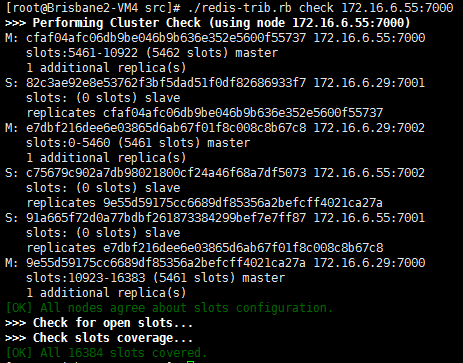 [root@Brisbane2-VM4 src]# ./redis-trib.rb check 172.16.6.55:7000
>>> Performing Cluster Check (using node 172.16.6.55:7000)
M: cfaf04afc06db9be046b9b636e352e5600f55737 172.16.6.55:7000
slots:5461-10922 (5462 slots) master
1 additional replica(s)
S: 82c3ae92e8e53762f3bf5dad51f0df82686933f7 172.16.6.29:7001
slots: (0 slots) slave
replicates cfaf04afc06db9be046b9b636e352e5600f55737
M: e7dbf216dee6e03865d6ab67f01f8c008c8b67c8 172.16.6.29:7002
slots:0-5460 (5461 slots) master
1 additional replica(s)
S: c75679c902a7db98021800cf24a46f68a7df5073 172.16.6.55:7002
slots: (0 slots) slave
replicates 9e55d59175cc6689df85356a2befcff4021ca27a
S: 91a665f72d0a77bdbf261873384299bef7e7ff87 172.16.6.55:7001
slots: (0 slots) slave
replicates e7dbf216dee6e03865d6ab67f01f8c008c8b67c8
M: 9e55d59175cc6689df85356a2befcff4021ca27a 172.16.6.29:7000
slots:10923-16383 (5461 slots) master
1 additional replica(s)
[OK] All nodes agree about slots configuration.
>>> Check for open slots...
>>> Check slots coverage...
[OK] All 16384 slots covered.